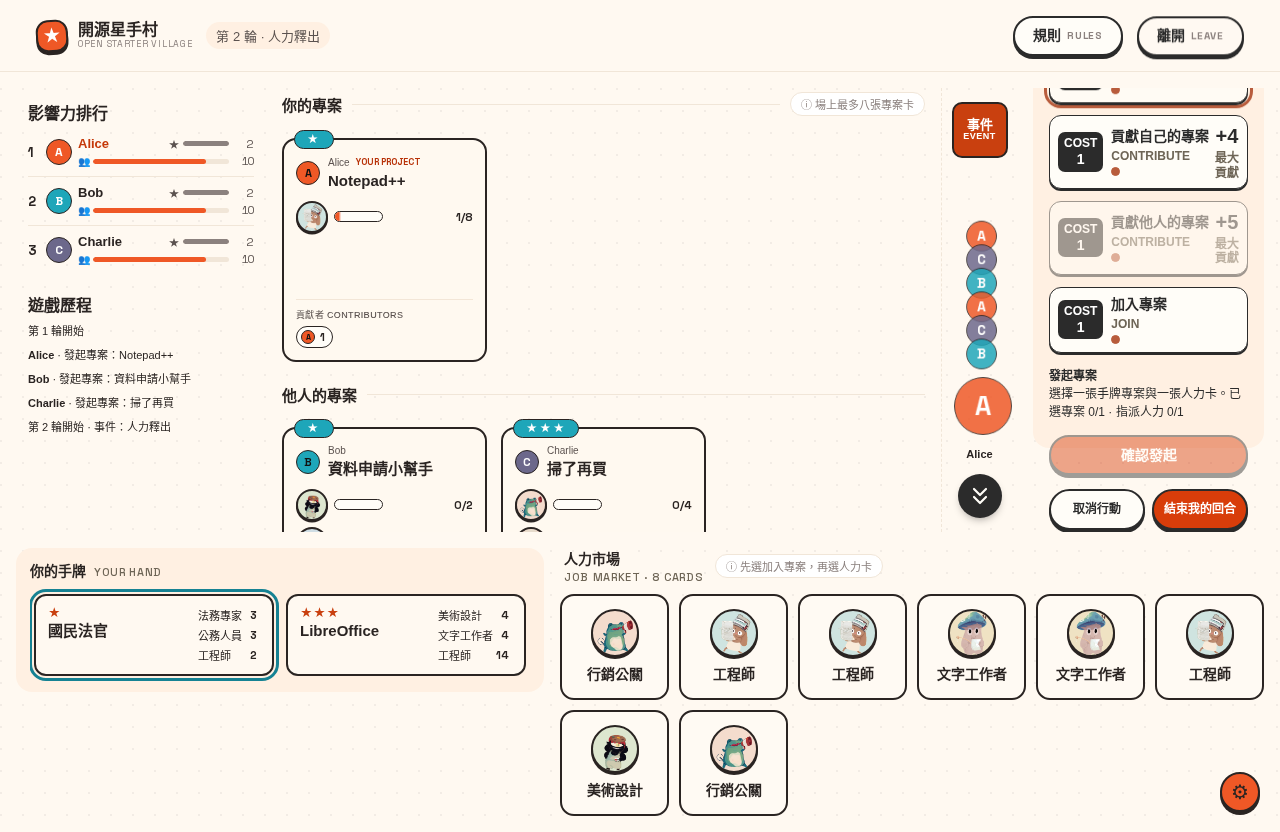 開源星手村
OPEN STARTER VILLAGE
第 2 輪 · 人力釋出
規則 RULES
離開 LEAVE
影響力排行
1 A Alice ★ 2
10
2 B Bob ★ 2
10
3 C Charlie ★ 2
10
遊戲歷程
第 1 輪開始
Alice · 發起專案：Notepad++
Bob · 發起專案：資料申請小幫手
Charlie · 發起專案：掃了再買
第 2 輪開始 · 事件：人力釋出
你的專案
ⓘ 場上最多八張專案卡
★
A Alice YOUR PROJECT
Notepad++
1/8
貢獻者 CONTRIBUTORS
A 1
他人的專案
★
B Bob
資料申請小幫手
0/2
★★★
C Charlie
掃了再買
0/4
事件
EVENT
A
C
B
A
C
B
A
Alice
COST 1
貢獻自己的專案 +4
CONTRIBUTE 最大貢獻
COST 1
貢獻他人的專案 +5
CONTRIBUTE 最大貢獻
COST 1
加入專案
JOIN
發起專案
選擇一張手牌專案與一張人力卡。已
選專案 0/1 · 指派人力 0/1
確認發起
取消行動
結束我的回合
你的手牌 YOUR HAND
★
國民法官
法務專家 3
公務人員 3
工程師 2
★★★
LibreOffice
美術設計 4
文字工作者 4
工程師 14
人力市場
JOB MARKET · 8 CARDS
ⓘ 先選加入專案，再選人力卡
行銷公關
工程師
工程師
文字工作者
文字工作者
工程師
美術設計
行銷公關